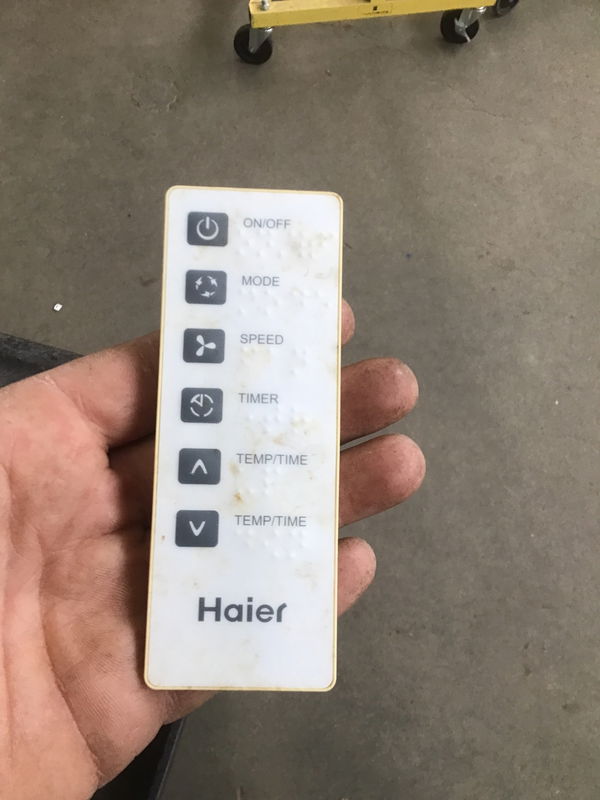 ON/OFF
MODE
SPEED
TIMER
TEMP/TIME
TEMP/TIME
Haier